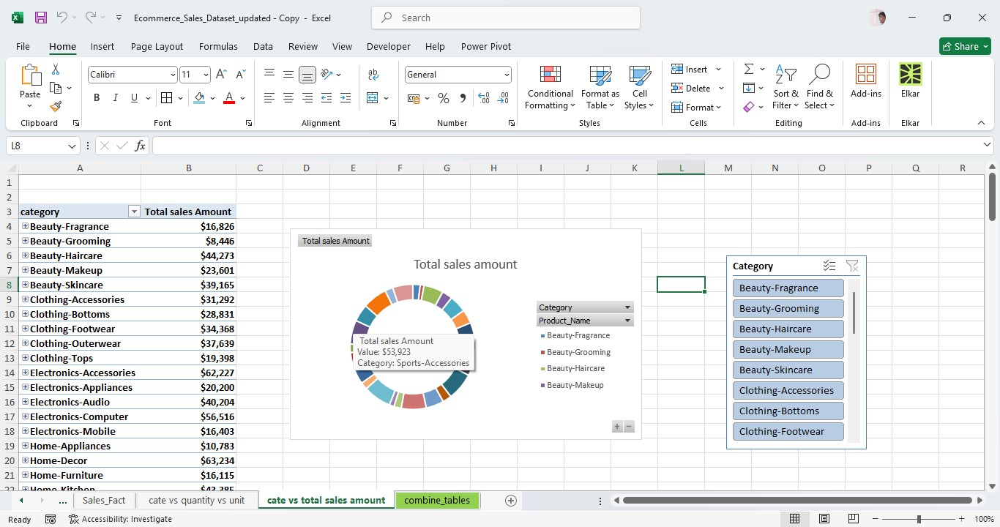 Ecommerce_Sales_Dataset_updated - Copy - Excel
Search
File Home Insert Page Layout Formulas Data Review View Developer Help Power Pivot
Share
Paste
Calibri 11
General
Conditional Formatting
Format as Table
Cell Styles
Insert
Delete
Format
Sort & Filter
Find & Select
Add-ins
Elkar
Clipboard Font Alignment Number Styles Cells Editing Add-ins Elkar
L8
fx
A B C D E F G H I J K L M N O P Q R
1
2
3 category Total sales Amount
4 Beauty-Fragrance $16,826
5 Beauty-Grooming $8,446
6 Beauty-Haircare $44,273
7 Beauty-Makeup $23,601
8 Beauty-Skincare $39,165
9 Clothing-Accessories $31,292
10 Clothing-Bottoms $28,831
11 Clothing-Footwear $34,368
12 Clothing-Outerwear $37,639
13 Clothing-Tops $19,398
14 Electronics-Accessories $62,227
15 Electronics-Appliances $20,200
16 Electronics-Audio $40,204
17 Electronics-Computer $56,516
18 Electronics-Mobile $16,403
19 Home-Appliances $10,783
20 Home-Decor $63,234
21 Home-Furniture $16,115
22 Home-Kitchen $43,385
Total sales Amount
Total sales amount
Total sales Amount
Value: $53,923
Category: Sports-Accessories
Category
Product_Name
Beauty-Fragrance
Beauty-Grooming
Beauty-Haircare
Beauty-Makeup
Category
Beauty-Fragrance
Beauty-Grooming
Beauty-Haircare
Beauty-Makeup
Beauty-Skincare
Clothing-Accessories
Clothing-Bottoms
Clothing-Footwear
... Sales_Fact cate vs quantity vs unit cate vs total sales amount combine_tables
Ready Accessibility: Investigate 100%